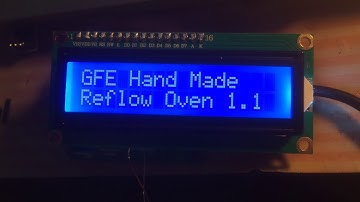 GFE Hand Made
Reflow Oven 1.1